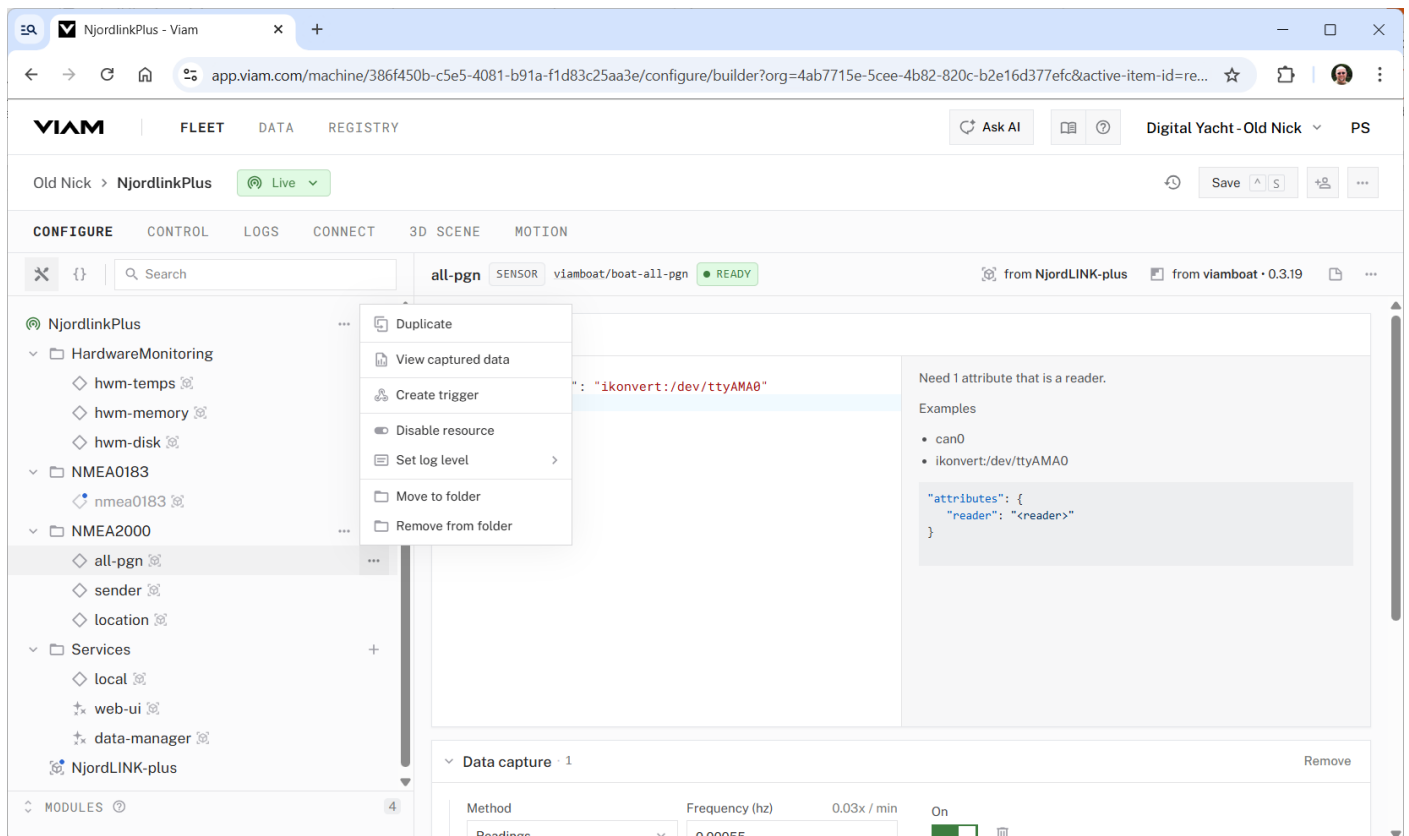 NjordlinkPlus - Viam
app.viam.com/machine/386f450b-c5e5-4081-b91a-f1d83c25aa3e/configure/builder?org=4ab7715e-5cee-4b82-820c-b2e16d377efc&active-item-id=re...
VIAM FLEET DATA REGISTRY Ask AI Digital Yacht - Old Nick PS
Old Nick > NjordlinkPlus Live Save ^ S
CONFIGURE CONTROL LOGS CONNECT 3D SCENE MOTION
{} Search
all-pgn SENSOR viamboat/boat-all-pgn READY from NjordLINK-plus from viamboat • 0.3.19
NjordlinkPlus
HardwareMonitoring
hwm-temps
hwm-memory
hwm-disk
NMEA0183
nmea0183
NMEA2000
all-pgn
sender
location
Services
local
web-ui
data-manager
NjordLINK-plus
MODULES 4
Duplicate
View captured data
Create trigger
Disable resource
Set log level
Move to folder
Remove from folder
": "ikonvert:/dev/ttyAMA0"
Need 1 attribute that is a reader.
Examples
• can0
• ikonvert:/dev/ttyAMA0
"attributes": {
"reader": "<reader>"
}
Data capture · 1 Remove
Method Frequency (hz) 0.03x / min On
Readings 0.00055